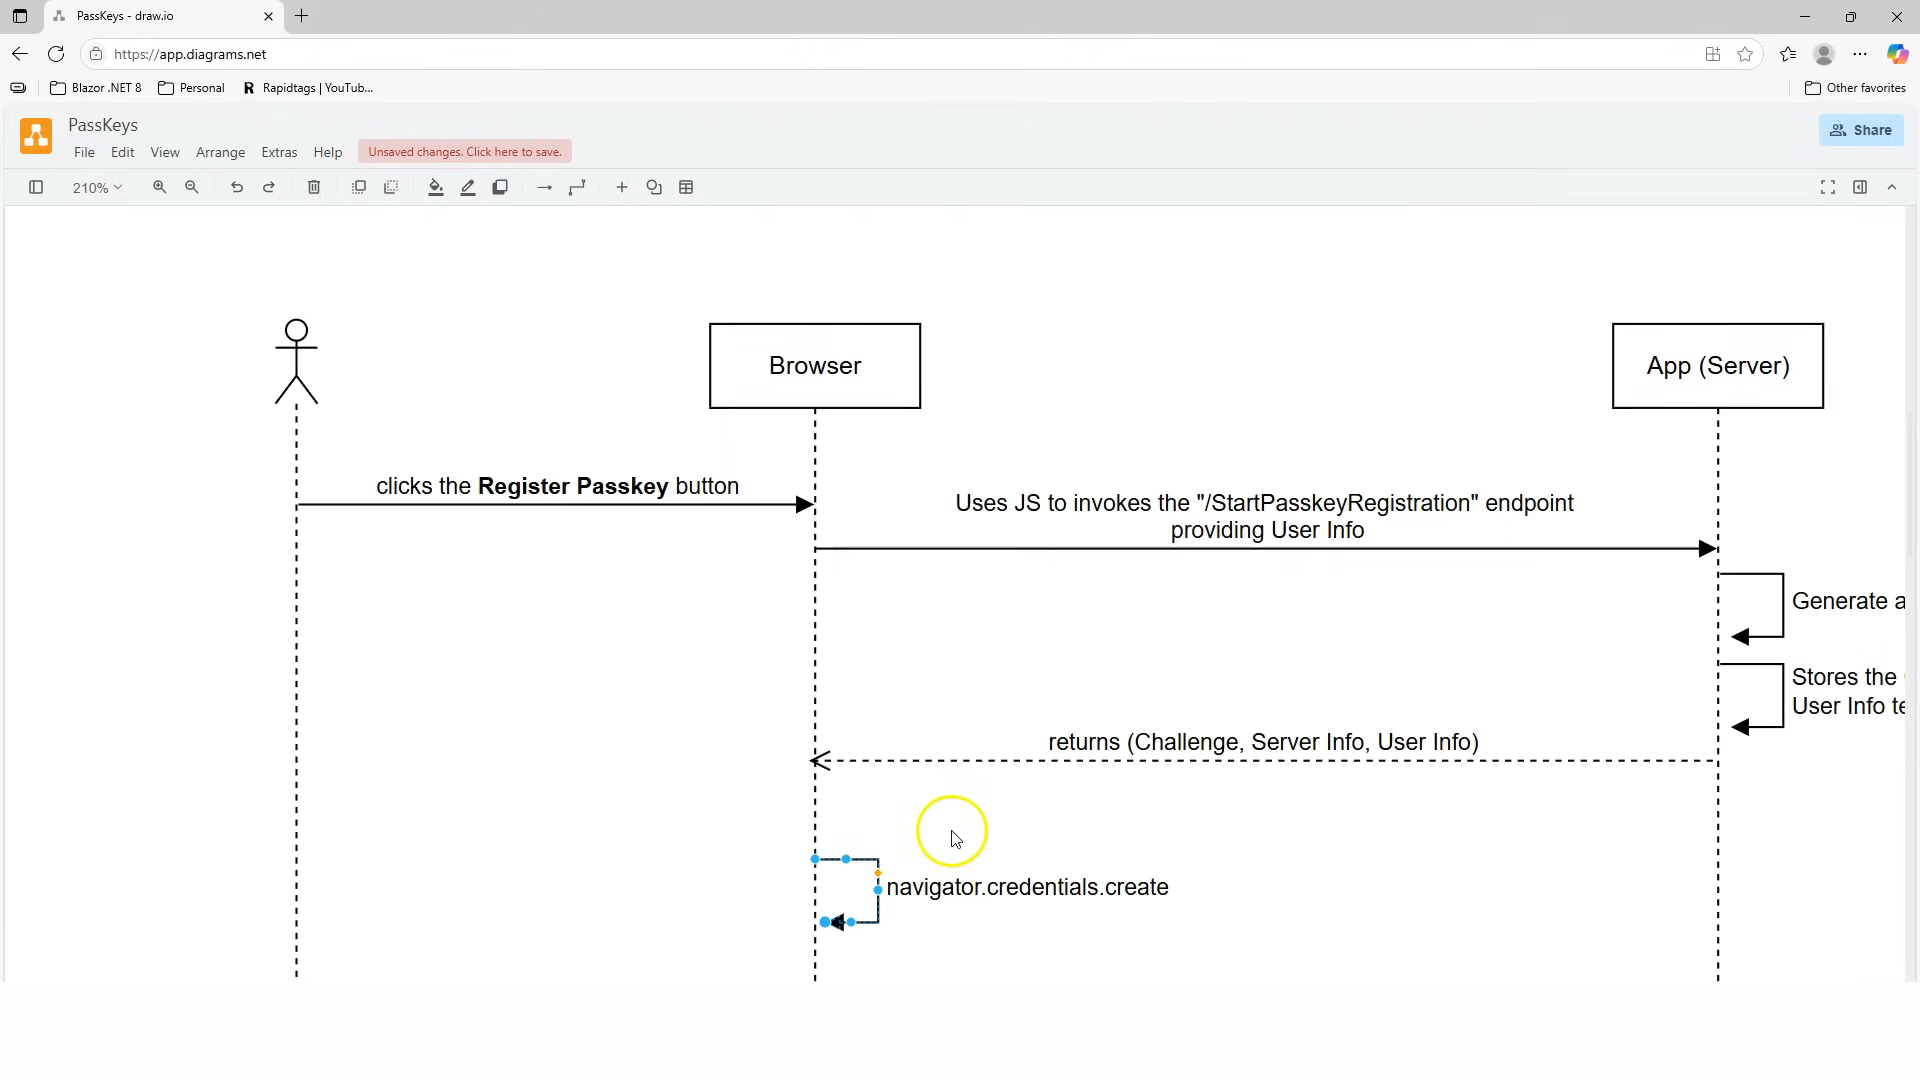 PassKeys - draw.io
https://app.diagrams.net
Blazor .NET 8
Personal
R Rapidtags | YouTub...
Other favorites
PassKeys
File Edit View Arrange Extras Help
Unsaved changes. Click here to save.
Share
210%
Browser
App (Server)
clicks the Register Passkey button
Uses JS to invokes the "/StartPasskeyRegistration" endpoint
providing User Info
Generate a
Stores the
User Info te
returns (Challenge, Server Info, User Info)
navigator.credentials.create